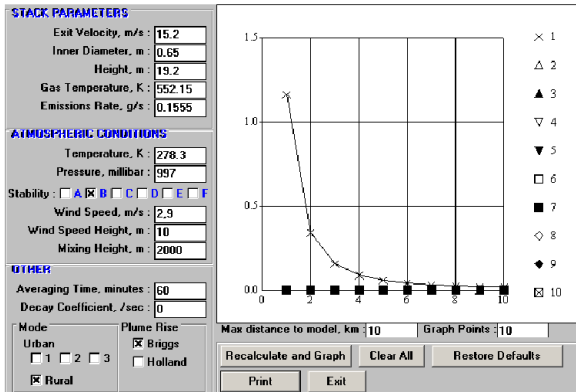 STACK PARAMETERS
Exit Velocity, m/s : 15.2
Inner Diameter, m : 0.65
Height, m : 19.2
Gas Temperature, K : 552.15
Emissions Rate, g/s : 0.1555
ATMOSPHERIC CONDITIONS
Temperature, K : 278.3
Pressure, millibar : 997
Stability : A B C D E F
Wind Speed, m/s : 2.9
Wind Speed Height, m : 10
Mixing Height, m : 2000
OTHER
Averaging Time, minutes : 60
Decay Coefficient, /sec : 0
Mode
Urban
1 2 3
Rural
Plume Rise
Briggs
Holland
1.5
1.0
0.5
0.0
0 2 4 6 8 10
1
2
3
4
5
6
7
8
9
10
Max distance to model, km : 10 Graph Points : 10
Recalculate and Graph Clear All Restore Defaults
Print Exit